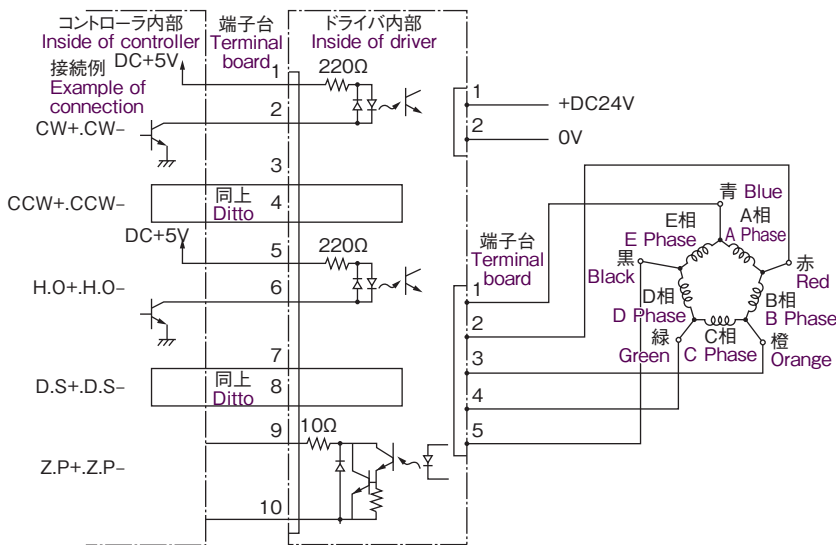 コントローラ内部
Inside of controller
端子台
Terminal
board
ドライバ内部
Inside of driver
接続例
Example of
connection
DC+5V
1
220Ω
2
CW+.CW−
3
CCW+.CCW−
同上
Ditto
4
DC+5V
5
220Ω
6
H.O+.H.O−
7
D.S+.D.S−
同上
Ditto
8
9
10Ω
Z.P+.Z.P−
10
1
+DC24V
2
0V
端子台
Terminal
board
1
2
3
4
5
青 Blue
E相
E Phase
A相
A Phase
黒
Black
赤
Red
D相
D Phase
B相
B Phase
C相
C Phase
緑
Green
橙
Orange